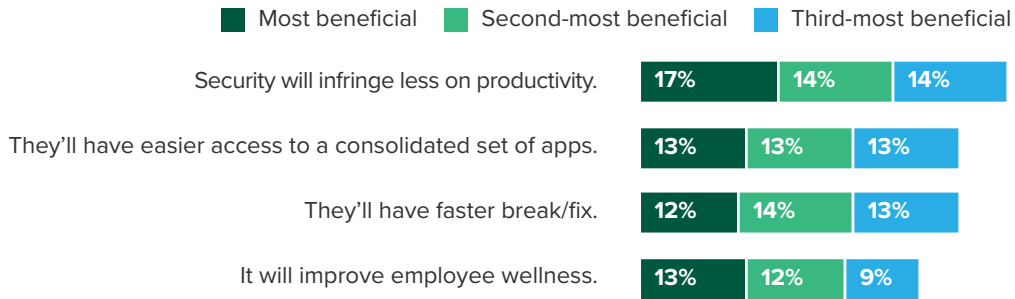 Most beneficial Second-most beneficial Third-most beneficial
Security will infringe less on productivity. 17% 14% 14%
They’ll have easier access to a consolidated set of apps. 13% 13% 13%
They’ll have faster break/fix. 12% 14% 13%
It will improve employee wellness. 13% 12% 9%